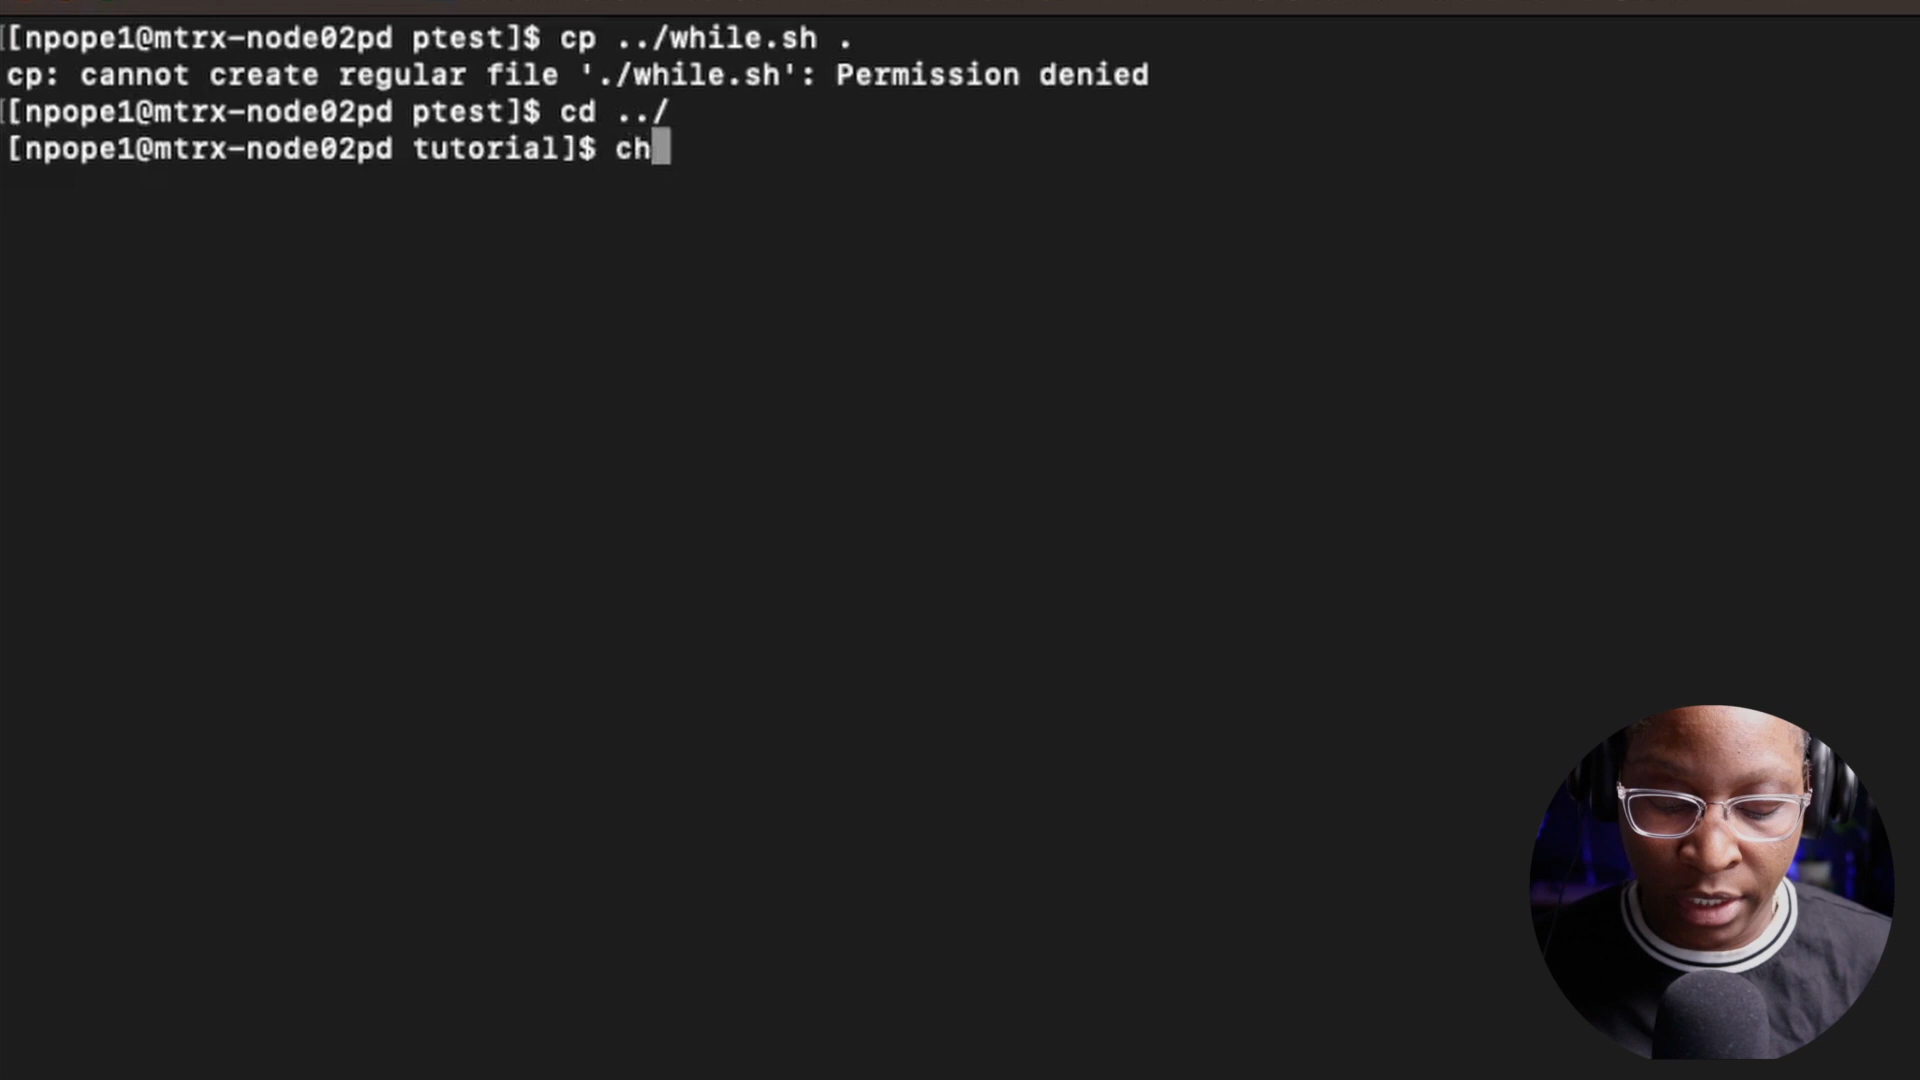 [[npope1@mtrx-node02pd ptest]$ cp ../while.sh .
cp: cannot create regular file './while.sh': Permission denied
[[npope1@mtrx-node02pd ptest]$ cd ../
[npope1@mtrx-node02pd tutorial]$ ch